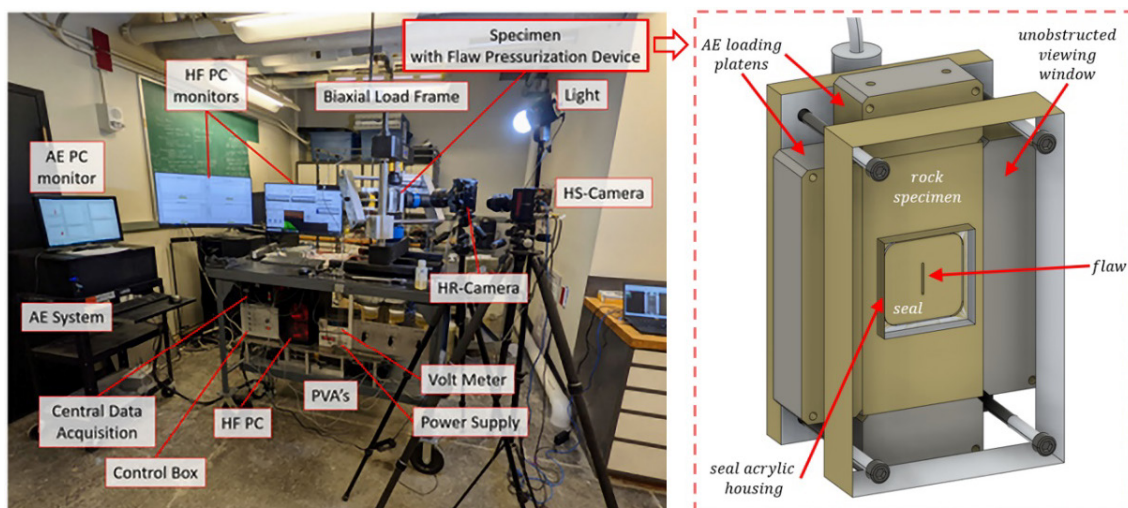 Specimen
with Flaw Pressurization Device
HF PC
monitors
Biaxial Load Frame
Light
AE PC
monitor
HS-Camera
HR-Camera
AE System
Volt Meter
PVA's
Central Data
Acquisition
HF PC
Power Supply
Control Box
AE loading
platens
unobstructed
viewing
window
rock
specimen
flaw
seal
seal acrylic
housing